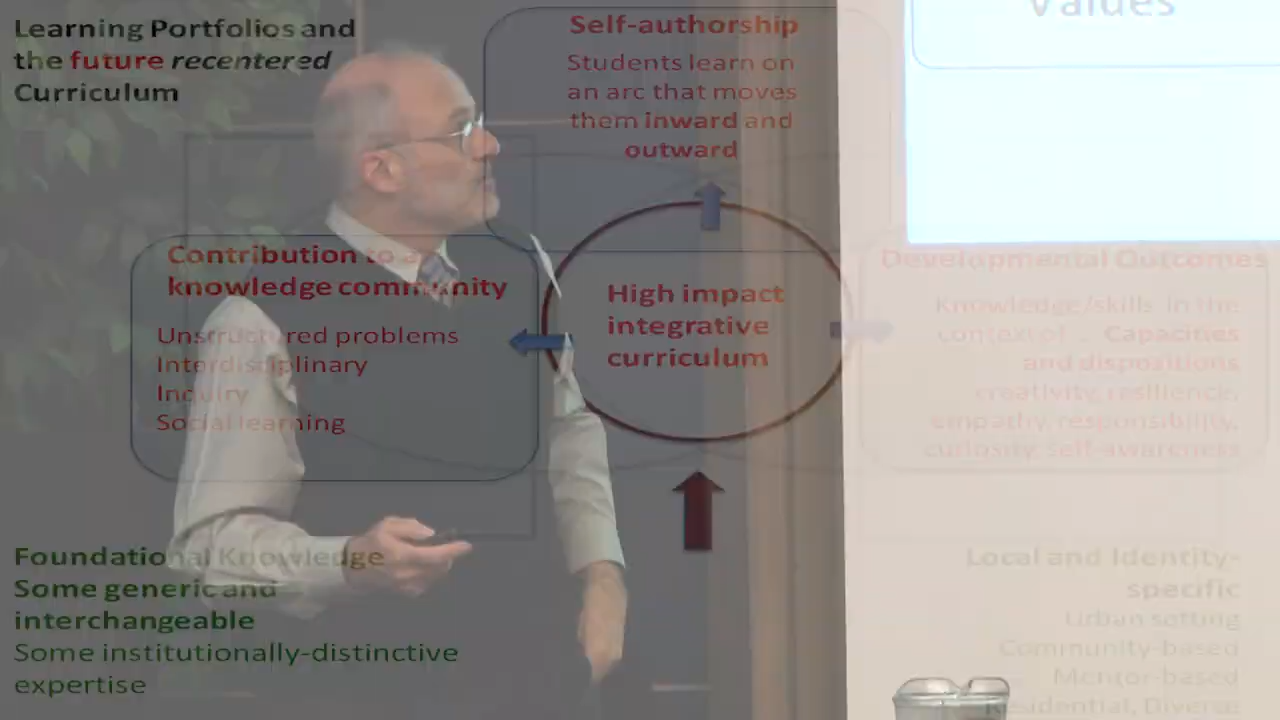 Learning Portfolios and
the future recentered
Curriculum
Self-authorship
Students learn on
an arc that moves
them inward and
outward
Values
Contribution to a
knowledge community
Unstructured problems
Interdisciplinary
Inquiry
Social learning
High impact
integrative
curriculum
Developmental Outcomes
Knowledge/skills in the
context of . Capacities
and dispositions
creativity, resilience,
empathy, responsibility,
curiosity, self-awareness
Foundational Knowledge
Some generic and
interchangeable
Some institutionally-distinctive
expertise
Local and Identity-
specific
Urban setting
Community-based
Mentor-based
Residential, Diverse